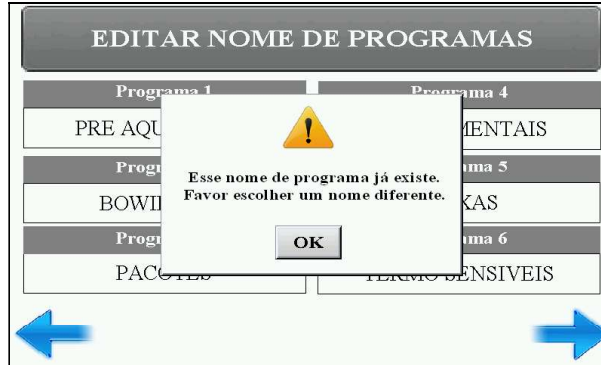 EDITAR NOME DE PROGRAMAS
Programa 1
Programa 4
PRE AQU
MENTAIS
Esse nome de programa já existe.
Favor escolher um nome diferente.
OK
Progr
ama 5
BOWI
XAS
Progr
ama 6
PACOTES
TERMO SENSIVEIS